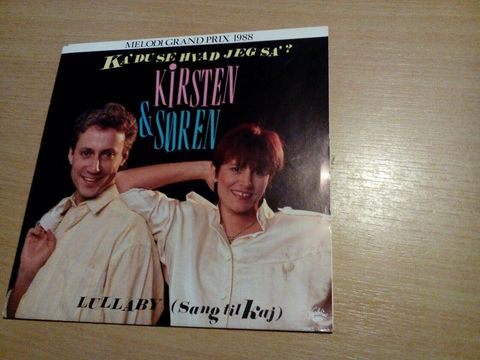 MELODI GRAND PRIX 1988
KA' DU SE HVAD JEG SA'?
KiRSTEN
& SØREN
LULLABY (Sang til Kaj)